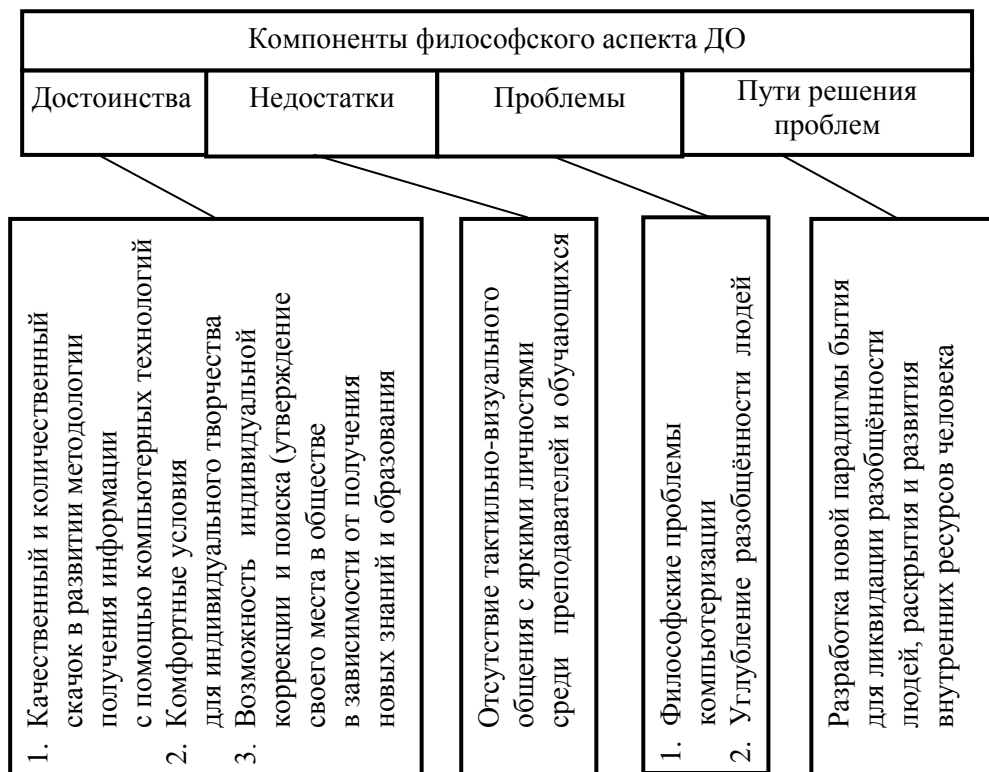 Компоненты философского аспекта ДО
Достоинства
Недостатки
Проблемы
Пути решения
проблем
1. Качественный и количественный
скачок в развитии методологии
получения информации
с помощью компьютерных технологий
2. Комфортные условия
для индивидуального творчества
3. Возможность индивидуальной
коррекции и поиска (утверждение
своего места в обществе
в зависимости от получения
новых знаний и образования
Отсутствие тактильно-визуального
общения с яркими личностями
среди преподавателей и обучающихся
1. Философские проблемы
компьютеризации
2. Углубление разобщённости людей
Разработка новой парадигмы бытия
для ликвидации разобщённости
людей, раскрытия и развития
внутренних ресурсов человека